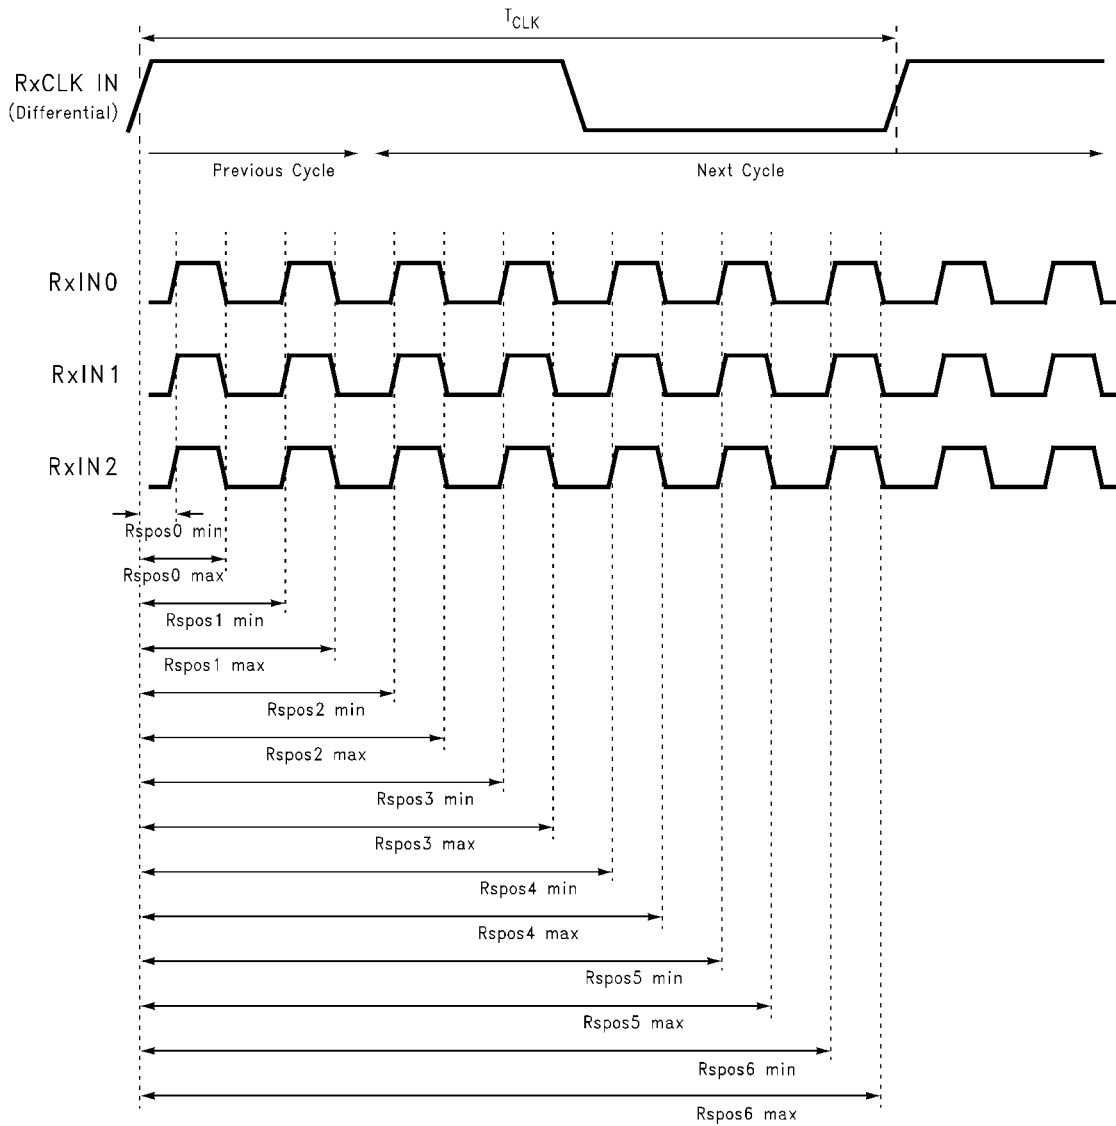 TCLK
RxCLK IN
(Differential)
Previous Cycle
Next Cycle
RxIN0
RxIN1
RxIN2
Rspos0 min
Rspos0 max
Rspos1 min
Rspos1 max
Rspos2 min
Rspos2 max
Rspos3 min
Rspos3 max
Rspos4 min
Rspos4 max
Rspos5 min
Rspos5 max
Rspos6 min
Rspos6 max